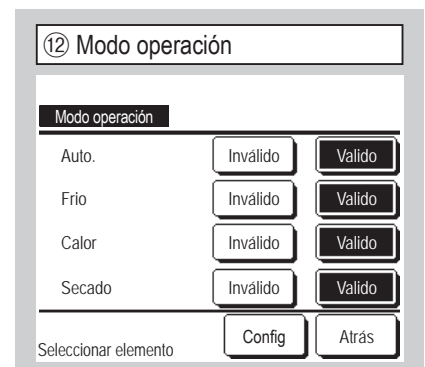 ⑫ Modo operación
Modo operación
Auto. Inválido Valido
Frio Inválido Valido
Calor Inválido Valido
Secado Inválido Valido
Seleccionar elemento Config Atrás